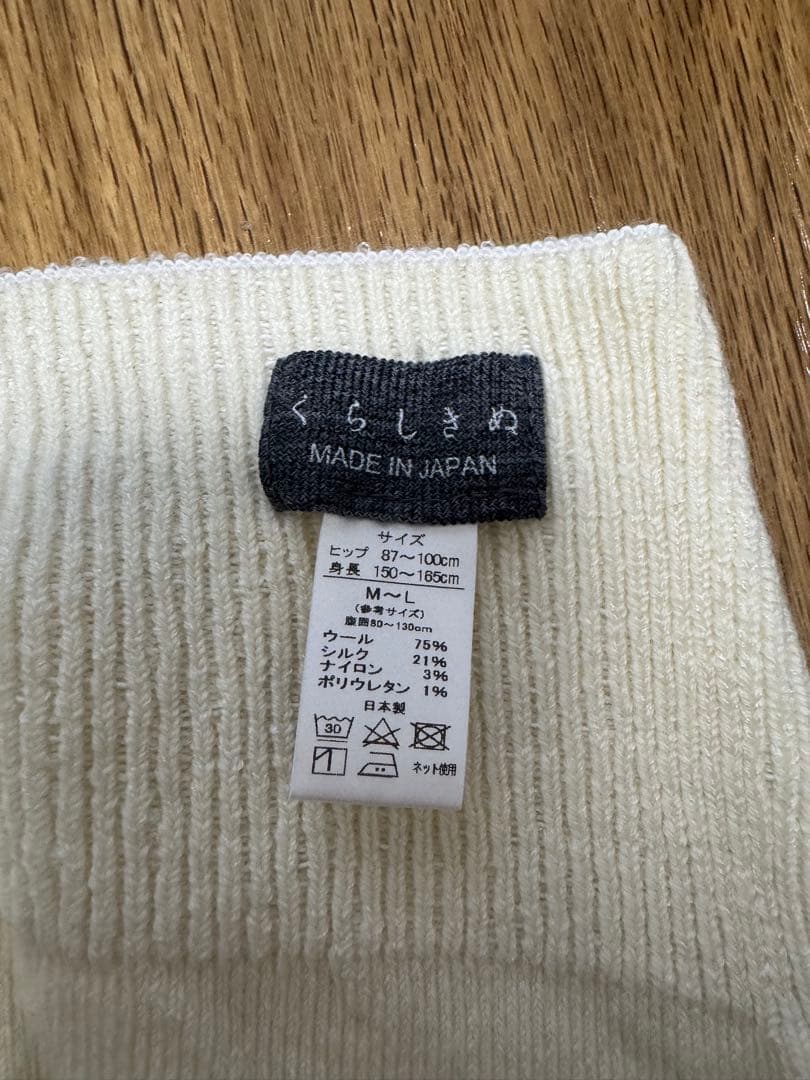 くらしきぬ
MADE IN JAPAN
サイズ
ヒップ 87～100cm
身長 150～165cm
M～L
(参考サイズ)
腹囲80～130cm
ウール 75%
シルク 21%
ナイロン 3%
ポリウレタン 1%
日本製
30
ネット使用